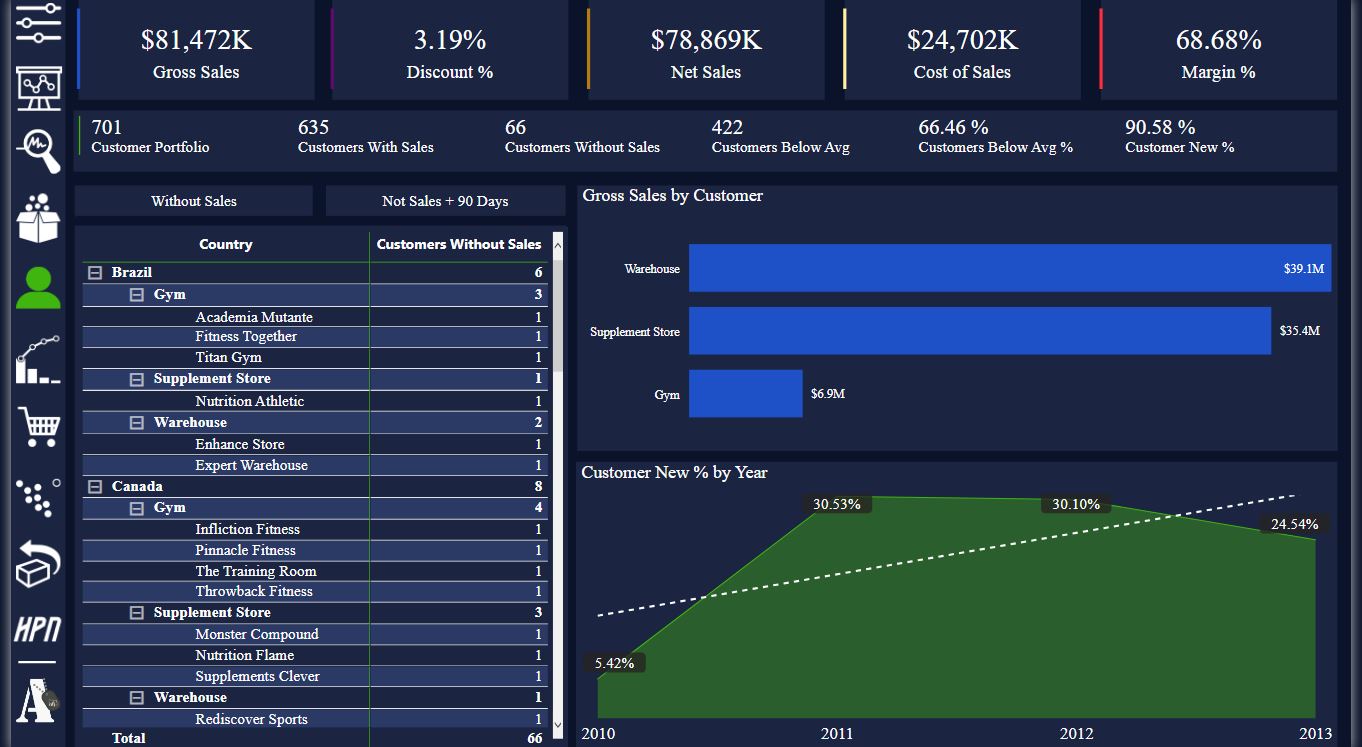 $81,472K
Gross Sales
3.19%
Discount %
$78,869K
Net Sales
$24,702K
Cost of Sales
68.68%
Margin %
701
Customer Portfolio
635
Customers With Sales
66
Customers Without Sales
422
Customers Below Avg
66.46 %
Customers Below Avg %
90.58 %
Customer New %
Without Sales
Not Sales + 90 Days
Country Customers Without Sales
Brazil 6
Gym 3
Academia Mutante 1
Fitness Together 1
Titan Gym 1
Supplement Store 1
Nutrition Athletic 1
Warehouse 2
Enhance Store 1
Expert Warehouse 1
Canada 8
Gym 4
Infliction Fitness 1
Pinnacle Fitness 1
The Training Room 1
Throwback Fitness 1
Supplement Store 3
Monster Compound 1
Nutrition Flame 1
Supplements Clever 1
Warehouse 1
Rediscover Sports 1
Total 66
Gross Sales by Customer
Warehouse $39.1M
Supplement Store $35.4M
Gym $6.9M
Customer New % by Year
30.53%
30.10%
24.54%
5.42%
2010 2011 2012 2013
HPN
A